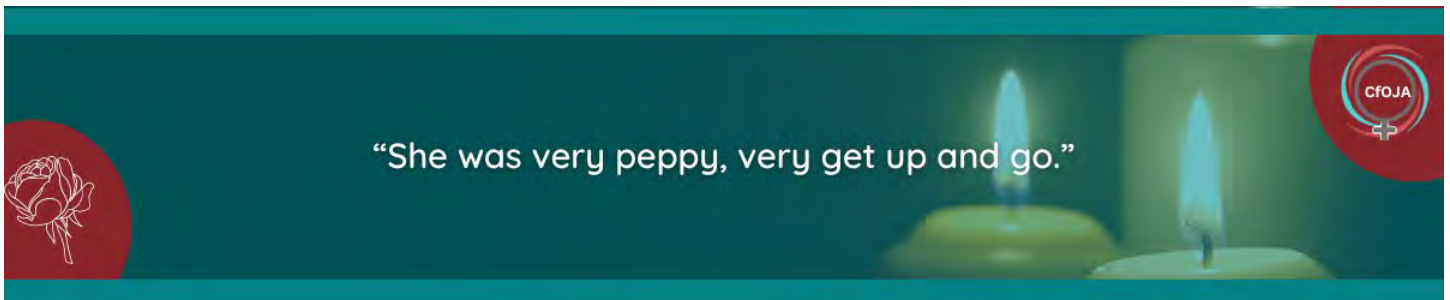 “She was very peppy, very get up and go.”
CfOJA